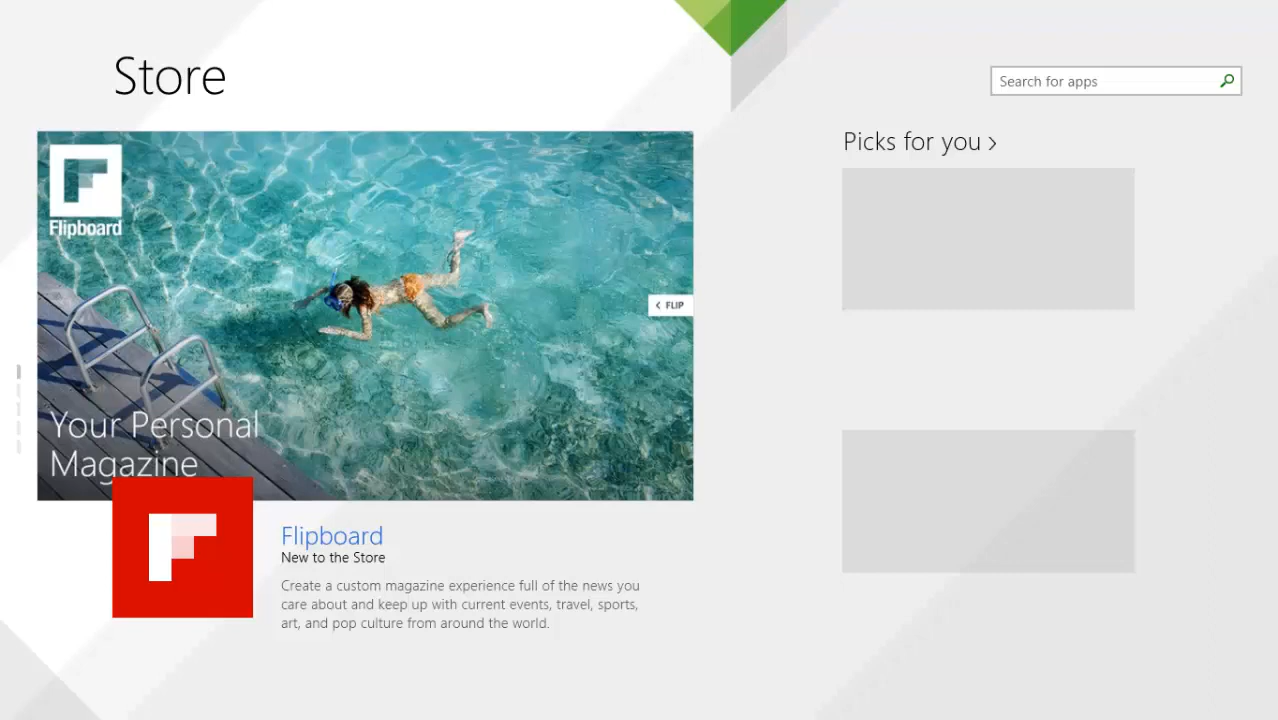 Store
Search for apps
Flipboard
FLIP
Your Personal
Magazine
Flipboard
New to the Store
Create a custom magazine experience full of the news you
care about and keep up with current events, travel, sports,
art, and pop culture from around the world.
Picks for you